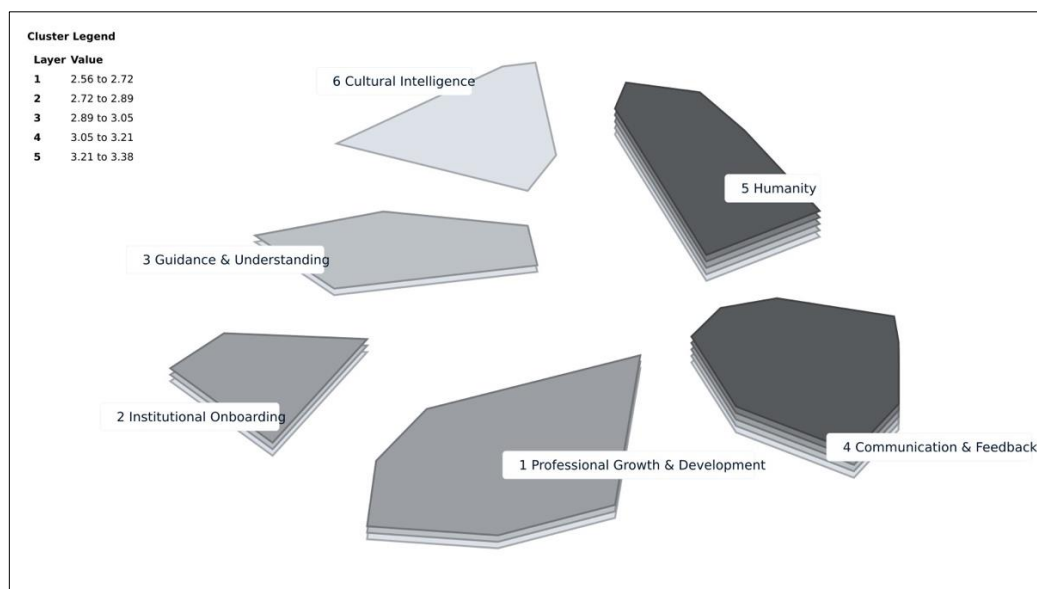 Cluster Legend
Layer Value
1 2.56 to 2.72
2 2.72 to 2.89
3 2.89 to 3.05
4 3.05 to 3.21
5 3.21 to 3.38
6 Cultural Intelligence
5 Humanity
3 Guidance & Understanding
2 Institutional Onboarding
4 Communication & Feedback
1 Professional Growth & Development